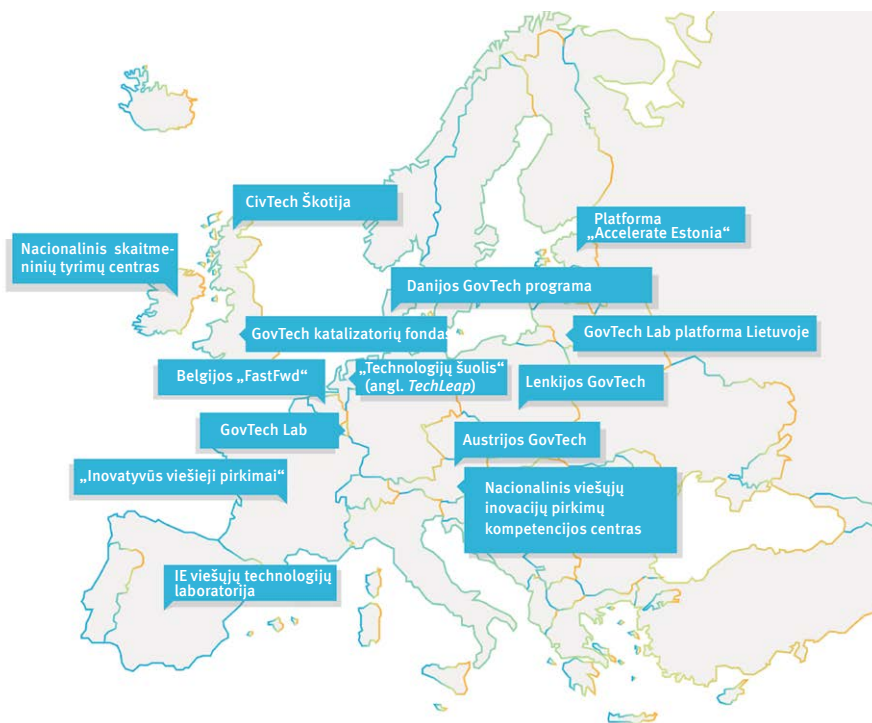 CivTech Škotija
Platforma
„Accelerate Estonia“
Nacionalinis skaitme-
ninių tyrimų centras
Danijos GovTech programa
GovTech katalizatorių fondas
GovTech Lab platforma Lietuvoje
Belgijos „FastFwd“
„Technologijų šuolis“
(angl. TechLeap)
Lenkijos GovTech
GovTech Lab
Austrijos GovTech
„Inovatyvūs viešieji pirkimai“
Nacionalinis viešųjų
inovacijų pirkimų
kompetencijos centras
IE viešųjų technologijų
laboratorija